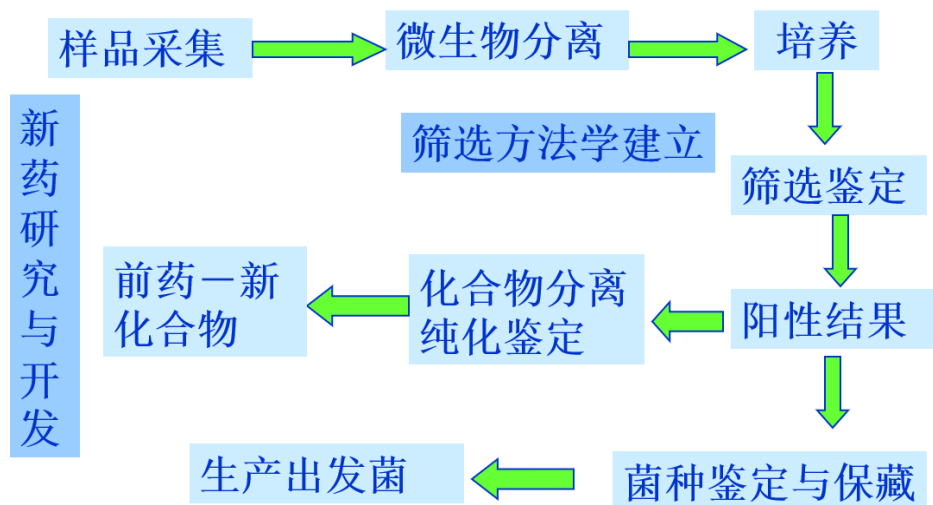 样品采集
微生物分离
培养
新药研究与开发
筛选方法学建立
筛选鉴定
前药－新
化合物
化合物分离
纯化鉴定
阳性结果
生产出发菌
菌种鉴定与保藏